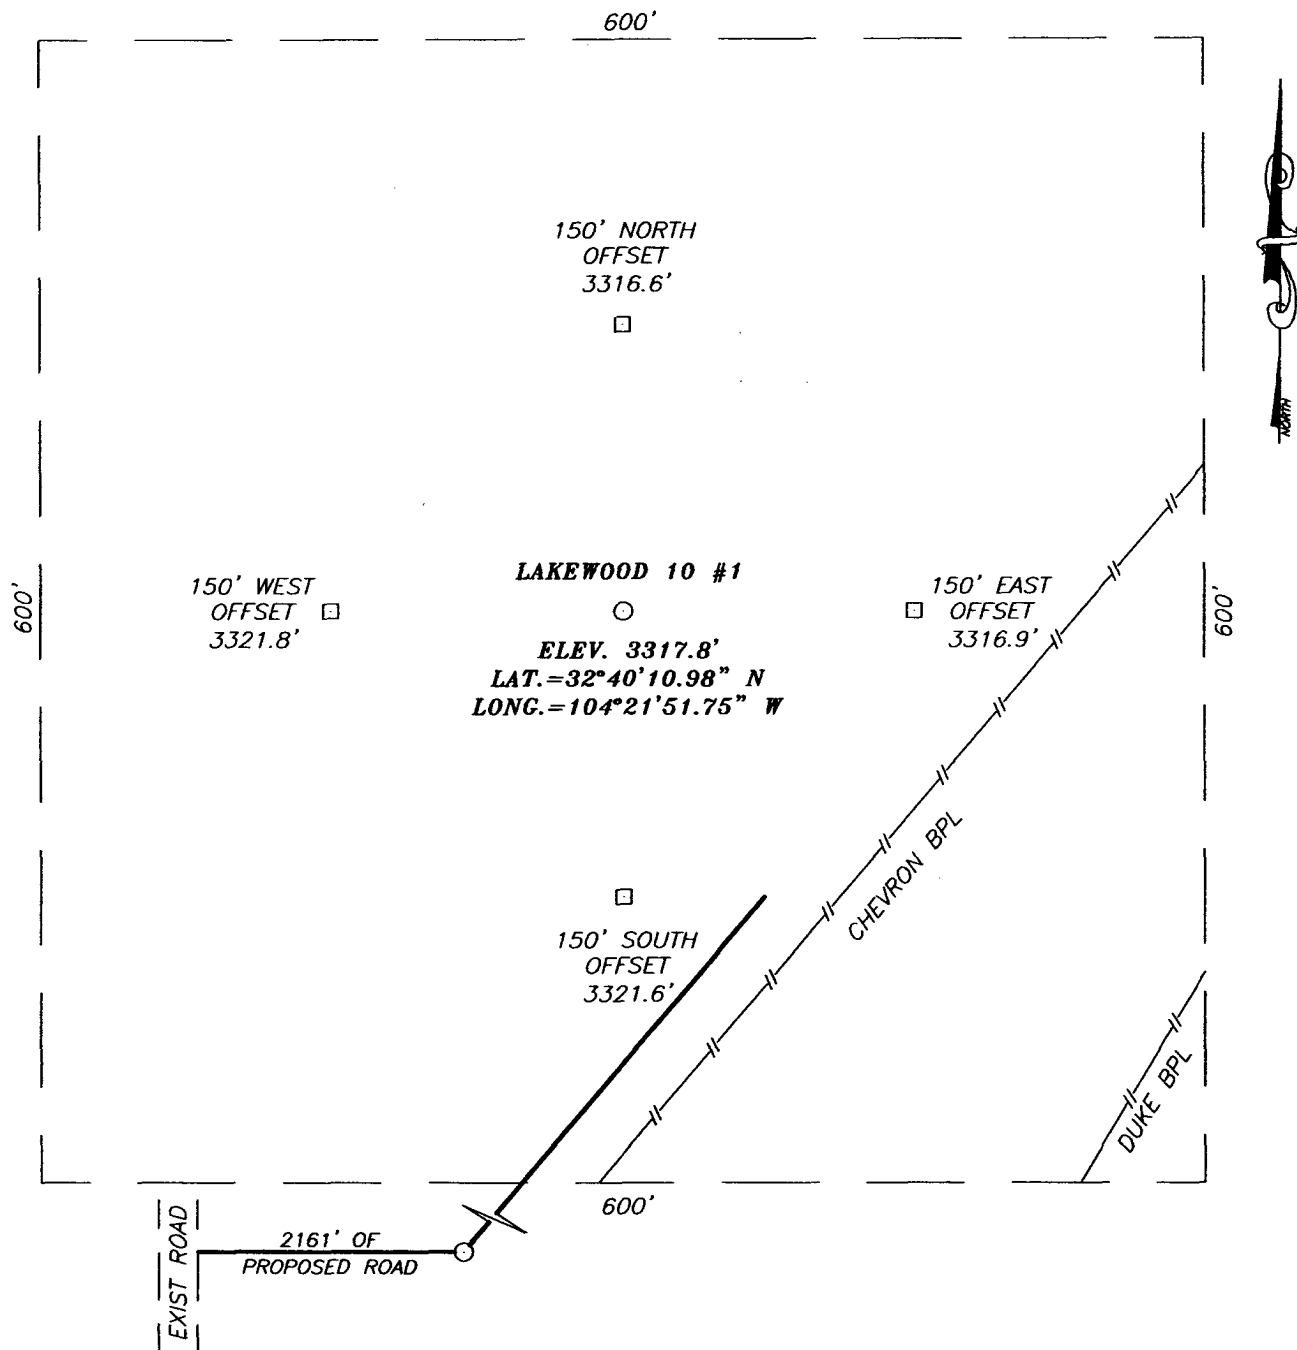 600'
150' NORTH
OFFSET
3316.6'
NORTH
LAKEWOOD 10 #1
150' WEST
OFFSET
3321.8'
150' EAST
OFFSET
3316.9'
600'
600'
ELEV. 3317.8'
LAT.=32°40'10.98" N
LONG.=104°21'51.75" W
CHEVRON BPL
150' SOUTH
OFFSET
3321.6'
DUKE BPL
600'
EXIST ROAD
2161' OF
PROPOSED ROAD